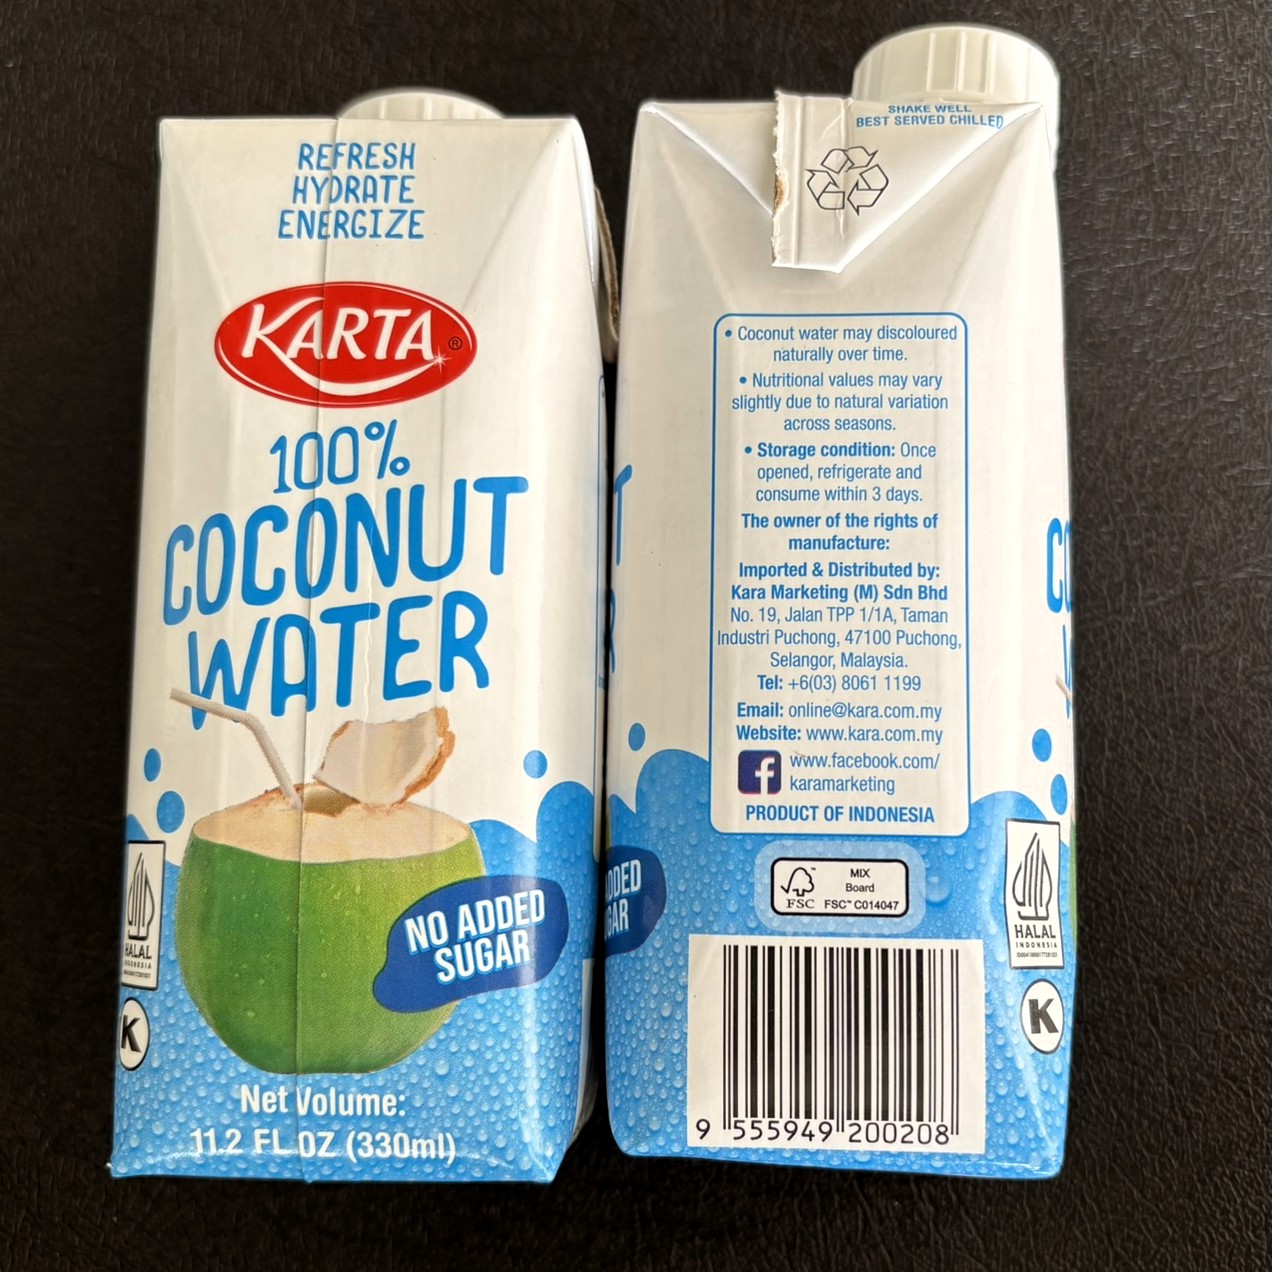 REFRESH
HYDRATE
ENERGIZE
KARTA®
100%
COCONUT
WATER
NO ADDED
SUGAR
HALAL
INDONESIA
K
Net Volume:
11.2 FL OZ (330ml)
SHAKE WELL
BEST SERVED CHILLED
• Coconut water may discoloured
naturally over time.
• Nutritional values may vary
slightly due to natural variation
across seasons.
• Storage condition: Once
opened, refrigerate and
consume within 3 days.
The owner of the rights of
manufacture:
Imported & Distributed by:
Kara Marketing (M) Sdn Bhd
No. 19, Jalan TPP 1/1A, Taman
Industri Puchong, 47100 Puchong,
Selangor, Malaysia.
Tel: +6(03) 8061 1199
Email: online@kara.com.my
Website: www.kara.com.my
f www.facebook.com/
karamarketing
PRODUCT OF INDONESIA
FSC
MIX
Board
FSC™ C014047
ADDED
SUGAR
HALAL
INDONESIA
K
9 555949 200208